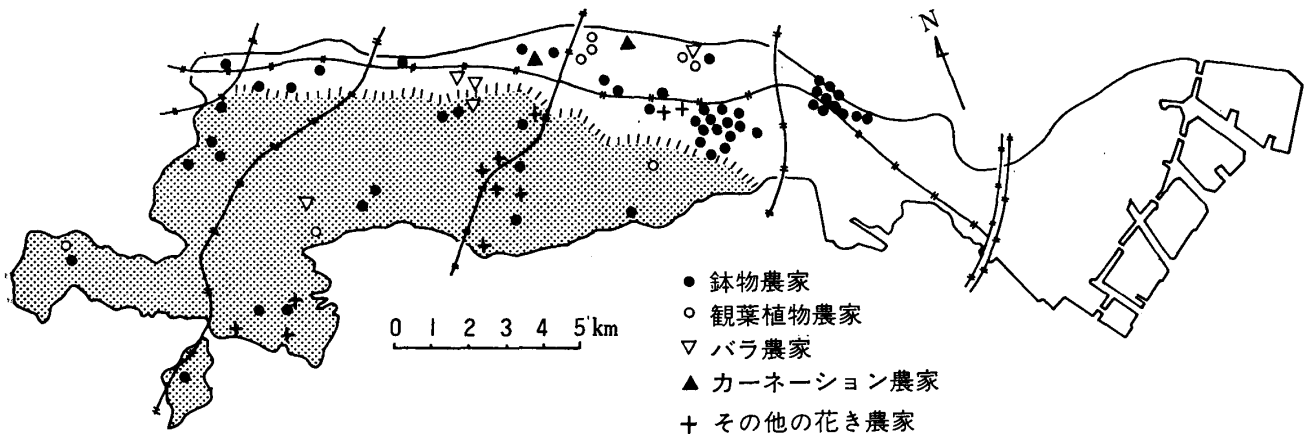 N
0 1 2 3 4 5 km
● 鉢物農家
○ 観葉植物農家
▽ バラ農家
▲ カーネーション農家
+ その他の花き農家